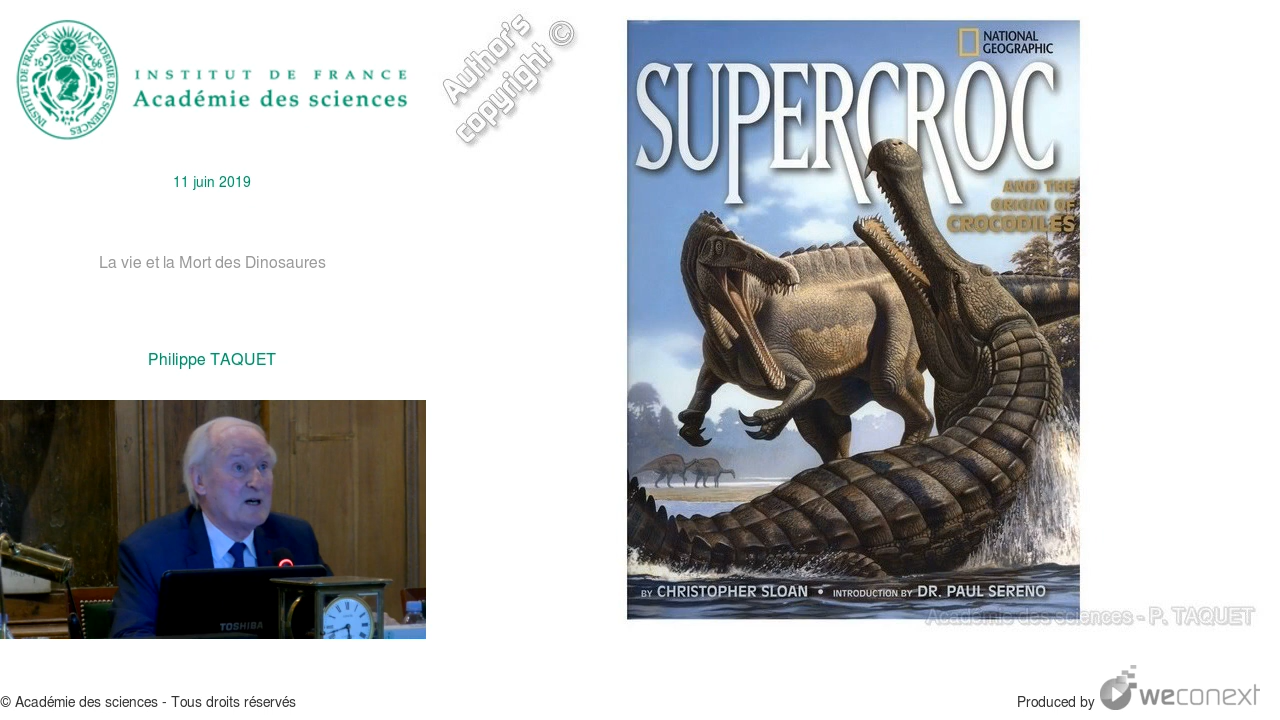 INSTITUT DE FRANCE
Académie des sciences
INSTITUT DE FRANCE
ACADÉMIE DES SCIENCES
1666
Author's
copyright ©
11 juin 2019
La vie et la Mort des Dinosaures
Philippe TAQUET
TOSHIBA
NATIONAL
GEOGRAPHIC
SUPERCROC
AND THE
ORIGIN OF
CROCODILES
BY CHRISTOPHER SLOAN • INTRODUCTION BY DR. PAUL SERENO
Académie des sciences - P. TAQUET
© Académie des sciences - Tous droits réservés
Produced by weconext